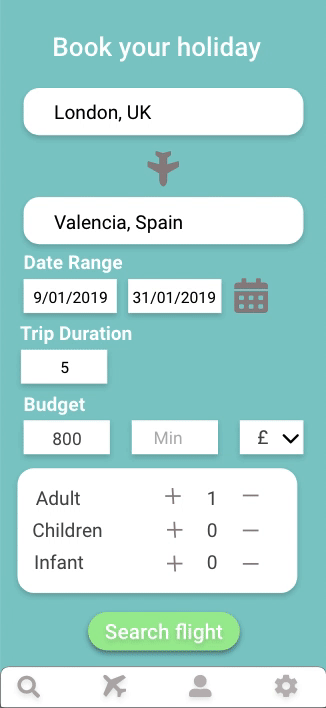 Book your holiday
London, UK
Valencia, Spain
Date Range
9/01/2019 31/01/2019
Trip Duration
5
Budget
800 Min £
Adult + 1 —
Children + 0 —
Infant + 0 —
Search flight